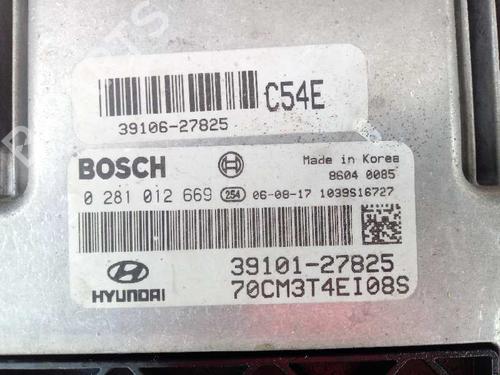 C54E
39106-27825
BOSCH
Made in Korea
8604 0085
0 281 012 669 254 06-08-17 1039S16727
39101-27825
HYUNDAI
70CM3T4EI08S